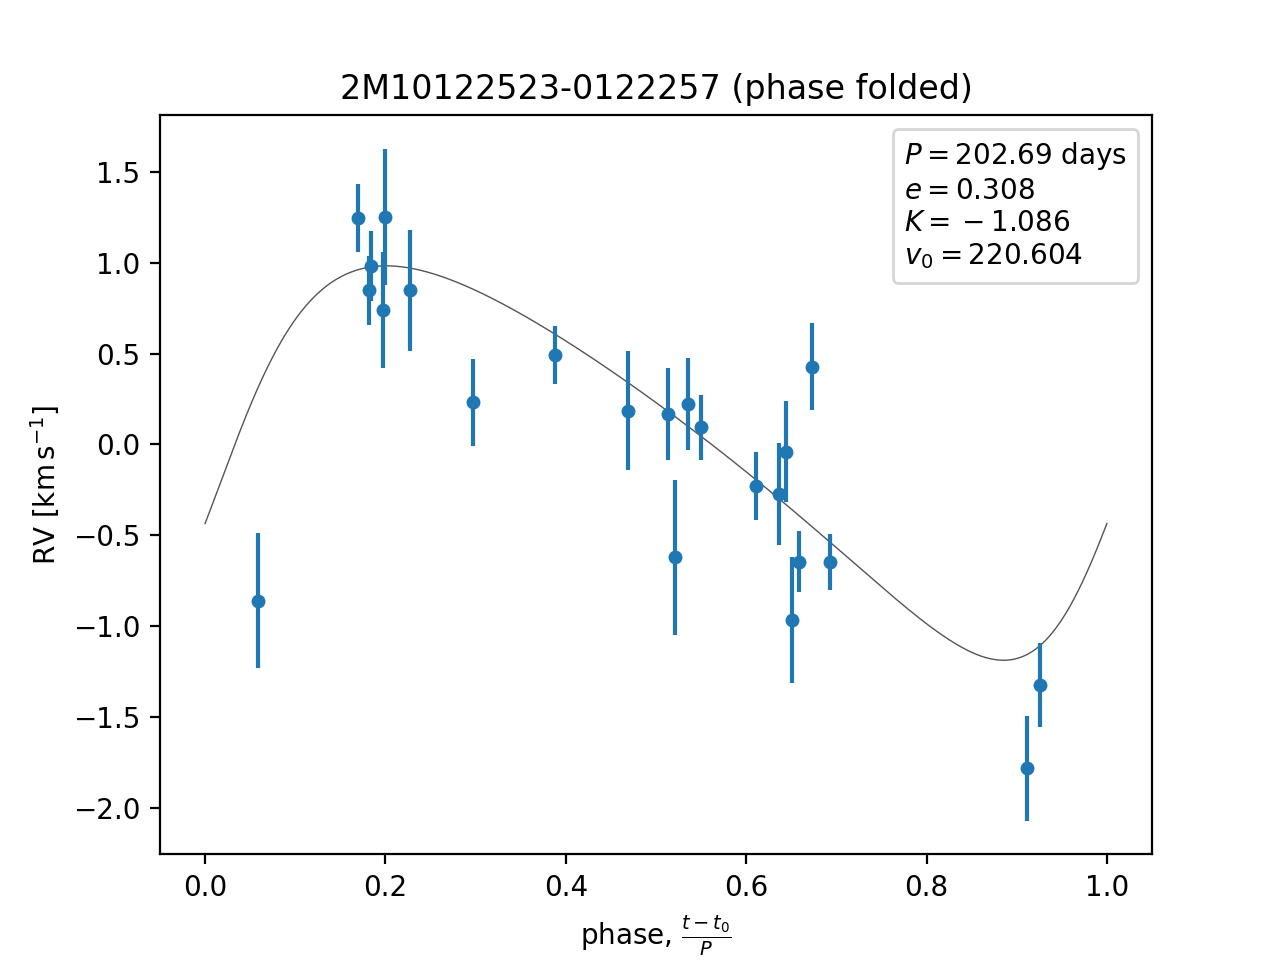 2M10122523-0122257 (phase folded)
P = 202.69 days
e = 0.308
K = −1.086
v₀ = 220.604
1.5
1.0
0.5
0.0
−0.5
−1.0
−1.5
−2.0
RV [km s⁻¹]
0.0 0.2 0.4 0.6 0.8 1.0
phase, (t − t₀)/P